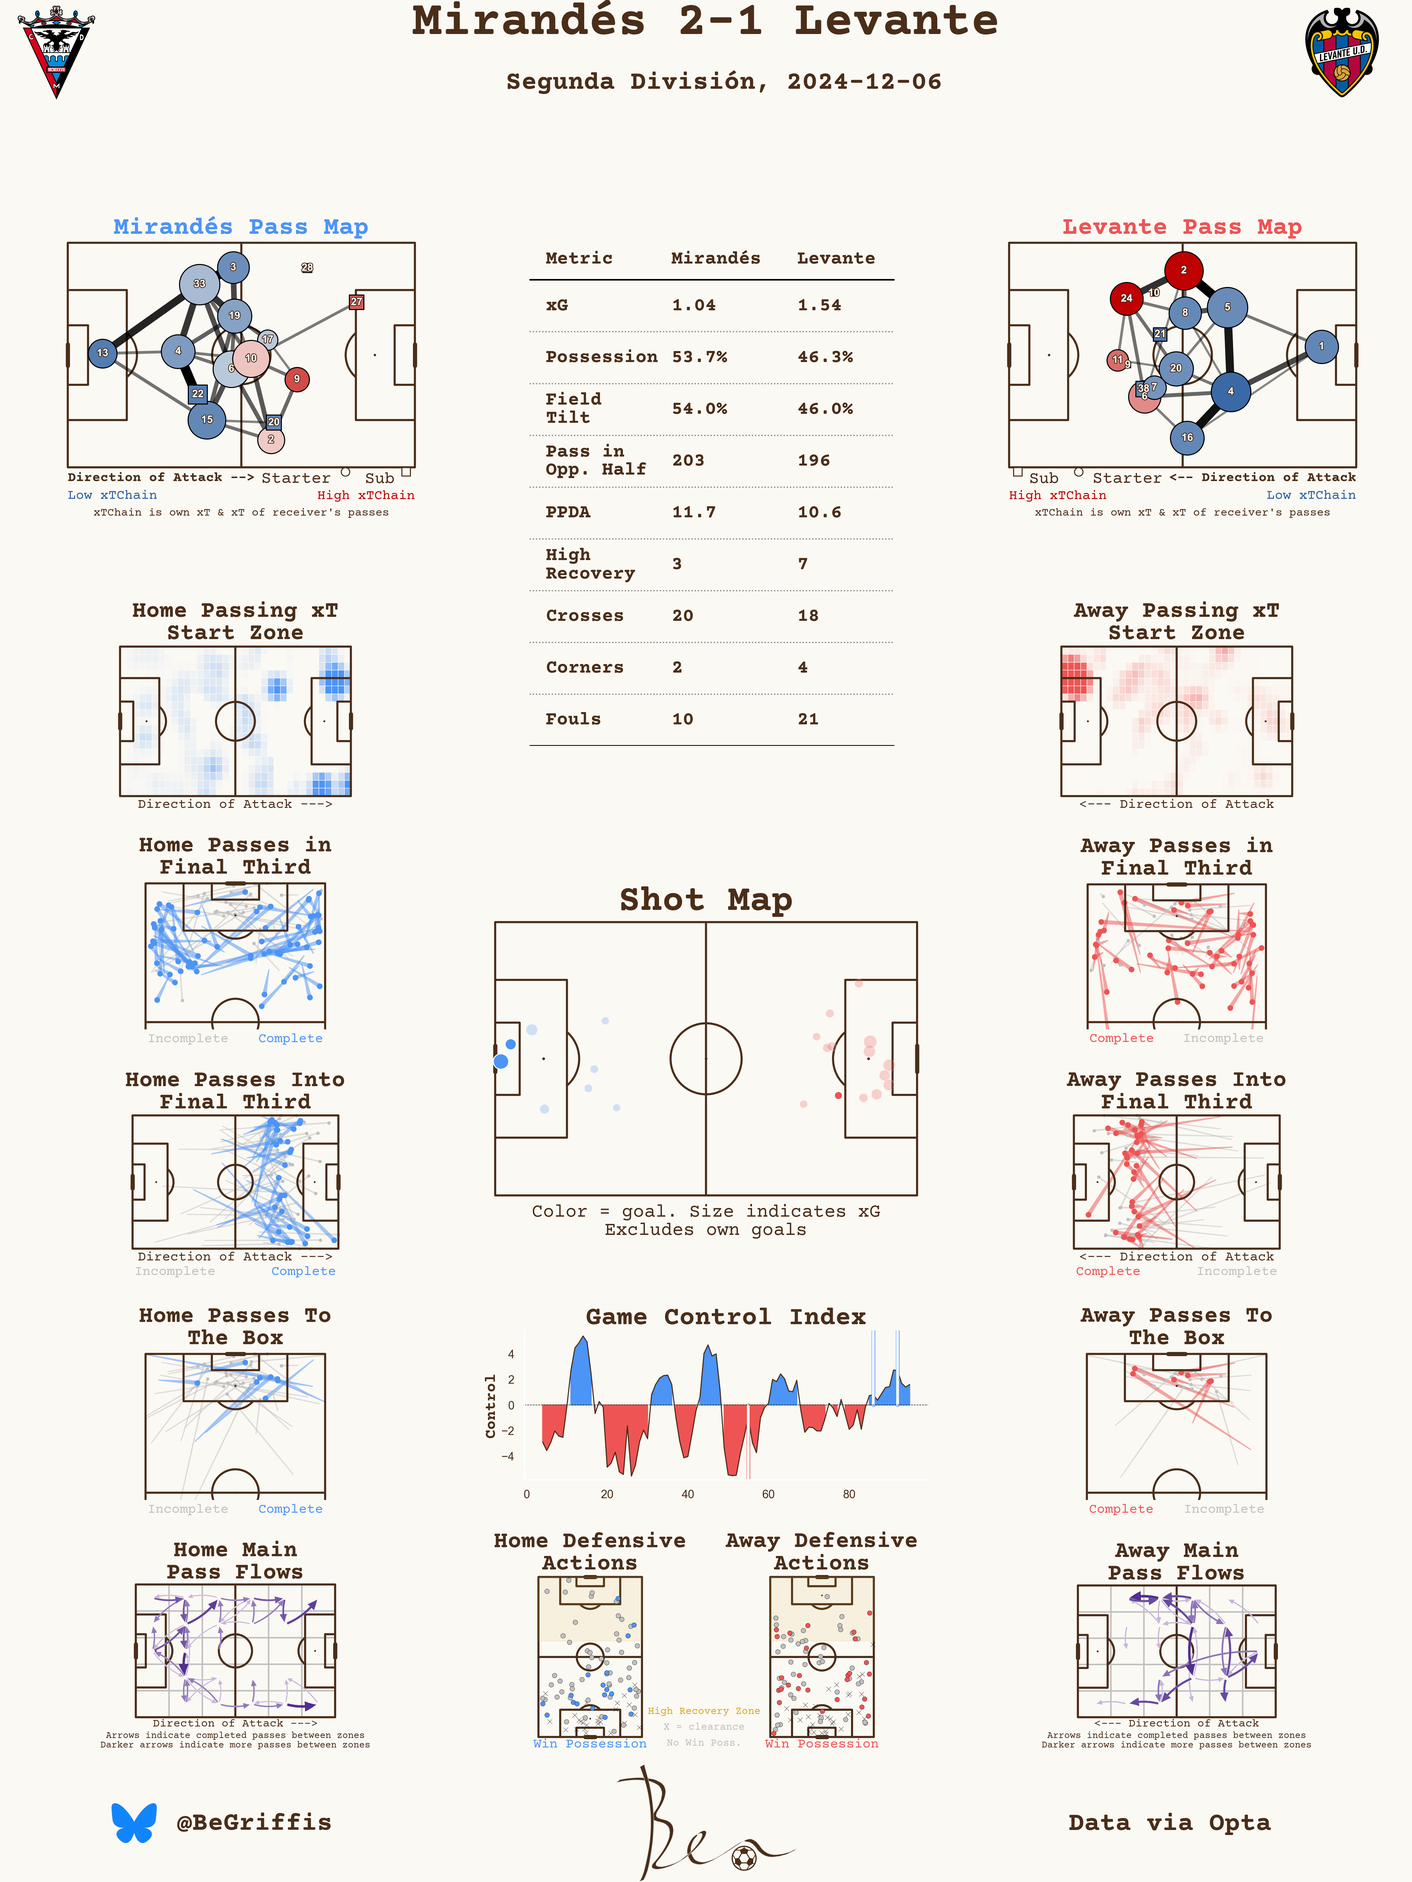 Mirandés 2-1 Levante
Segunda División, 2024-12-06
LEVANTE U.D.
Mirandés Pass Map
33
3
28
27
19
17
13
4
10
6
9
22
15
20
2
Direction of Attack --> Starter Sub
Low xTChain High xTChain
xTChain is own xT & xT of receiver's passes
Metric Mirandés Levante
xG 1.04 1.54
Possession 53.7% 46.3%
Field
Tilt 54.0% 46.0%
Pass in
Opp. Half 203 196
PPDA 11.7 10.6
High
Recovery 3 7
Crosses 20 18
Corners 2 4
Fouls 10 21
Levante Pass Map
2
24
10
8
5
21
1
11
9
20
38
7
6
4
16
Sub Starter <-- Direction of Attack
High xTChain Low xTChain
xTChain is own xT & xT of receiver's passes
Home Passing xT
Start Zone
Direction of Attack --->
Away Passing xT
Start Zone
<--- Direction of Attack
Home Passes in
Final Third
Incomplete Complete
Away Passes in
Final Third
Complete Incomplete
Shot Map
Color = goal. Size indicates xG
Excludes own goals
Home Passes Into
Final Third
Direction of Attack --->
Incomplete Complete
Away Passes Into
Final Third
<--- Direction of Attack
Complete Incomplete
Home Passes To
The Box
Incomplete Complete
Game Control Index
Control
4
2
0
−2
−4
0 20 40 60 80
Away Passes To
The Box
Complete Incomplete
Home Main
Pass Flows
Direction of Attack --->
Arrows indicate completed passes between zones
Darker arrows indicate more passes between zones
Home Defensive
Actions
Win Possession
High Recovery Zone
X = clearance
No Win Poss.
Away Defensive
Actions
Win Possession
Away Main
Pass Flows
<--- Direction of Attack
Arrows indicate completed passes between zones
Darker arrows indicate more passes between zones
@BeGriffis
Ben
Data via Opta